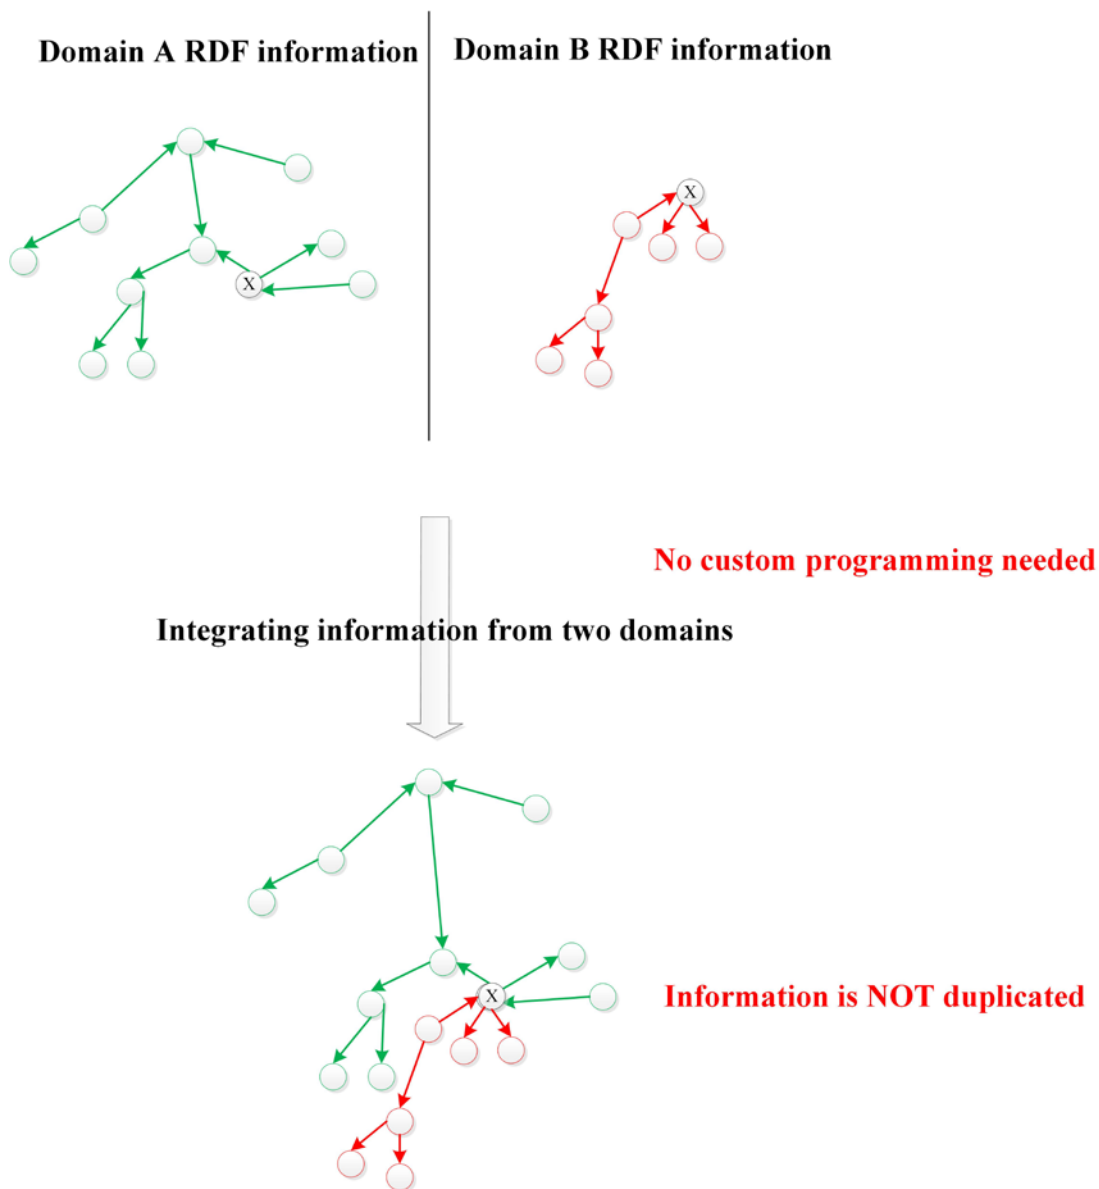 Domain A RDF information
Domain B RDF information
X
X
No custom programming needed
Integrating information from two domains
X
Information is NOT duplicated